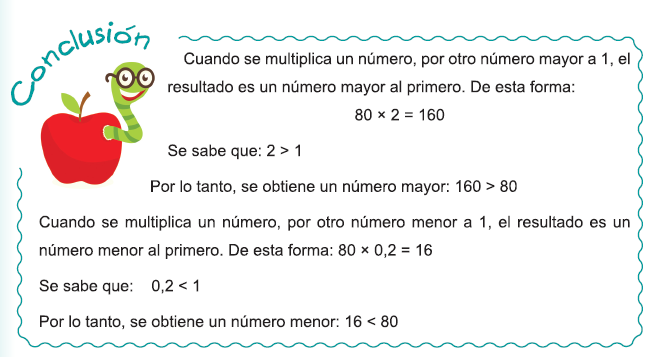 Conclusión
Cuando se multiplica un número, por otro número mayor a 1, el
resultado es un número mayor al primero. De esta forma:
80 × 2 = 160
Se sabe que: 2 > 1
Por lo tanto, se obtiene un número mayor: 160 > 80
Cuando se multiplica un número, por otro número menor a 1, el resultado es un
número menor al primero. De esta forma: 80 × 0,2 = 16
Se sabe que: 0,2 < 1
Por lo tanto, se obtiene un número menor: 16 < 80